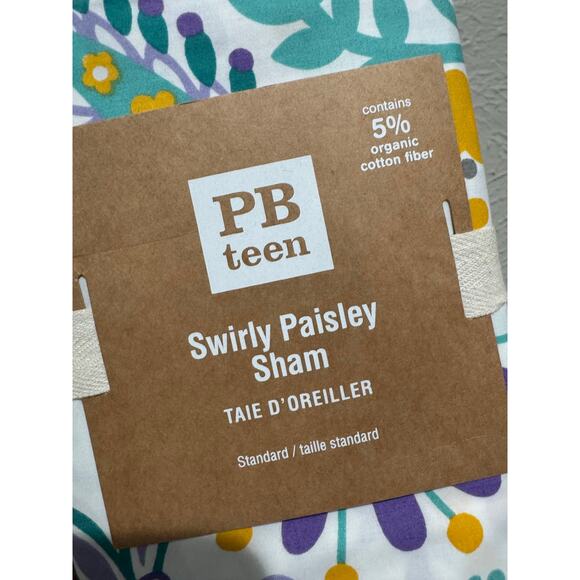 contains
5%
organic
cotton fiber
PB
teen
Swirly Paisley
Sham
TAIE D'OREILLER
Standard / taille standard